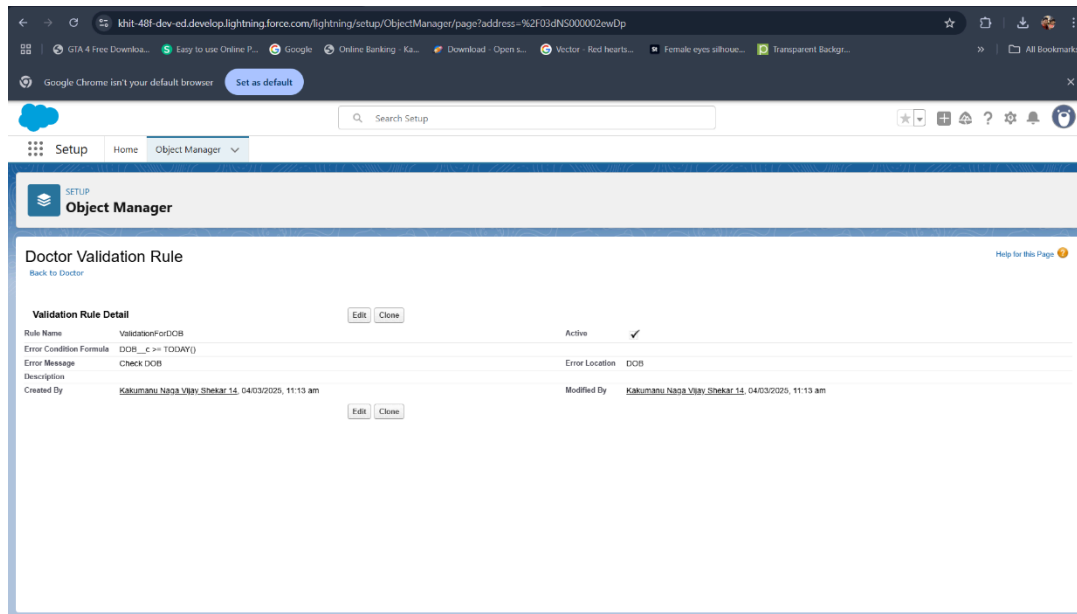 khit-48f-dev-ed.develop.lightning.force.com/lightning/setup/ObjectManager/page?address=%2F03dNS000002ewDp
GTA 4 Free Downloa... Easy to use Online P... Google Online Banking - Ka... Download - Open s... Vector - Red hearts... Female eyes silhoue... Transparent Backgr... » All Bookmarks
Google Chrome isn't your default browser Set as default
Search Setup
Setup Home Object Manager
SETUP
Object Manager
Doctor Validation Rule Help for this Page
Back to Doctor
Validation Rule Detail Edit Clone
Rule Name ValidationForDOB Active
Error Condition Formula DOB__c >= TODAY()
Error Message Check DOB Error Location DOB
Description
Created By Kakumanu Naga Vijay Shekar 14, 04/03/2025, 11:13 am Modified By Kakumanu Naga Vijay Shekar 14, 04/03/2025, 11:13 am
Edit Clone